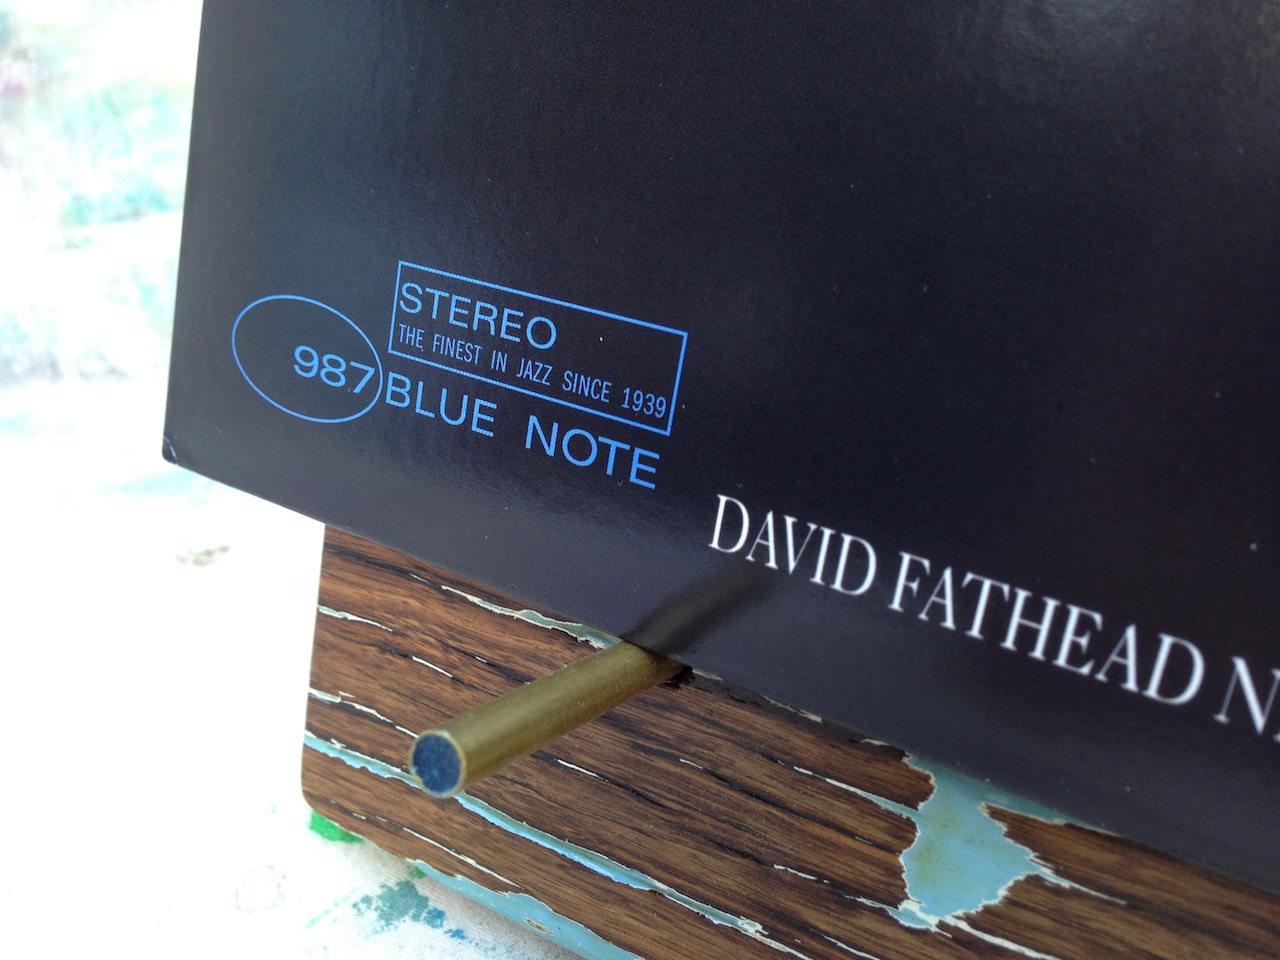 STEREO
THE FINEST IN JAZZ SINCE 1939
987 BLUE NOTE
DAVID FATHEAD